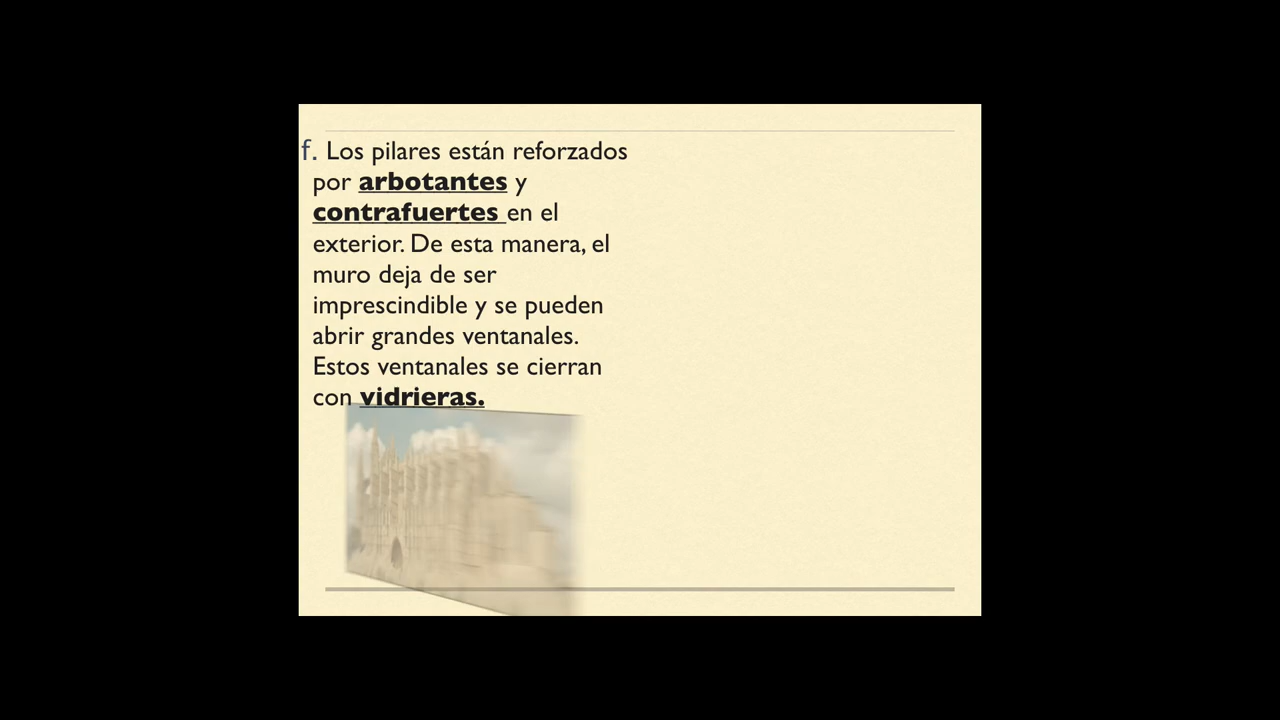 f. Los pilares están reforzados
por arbotantes y
contrafuertes en el
exterior. De esta manera, el
muro deja de ser
imprescindible y se pueden
abrir grandes ventanales.
Estos ventanales se cierran
con vidrieras.